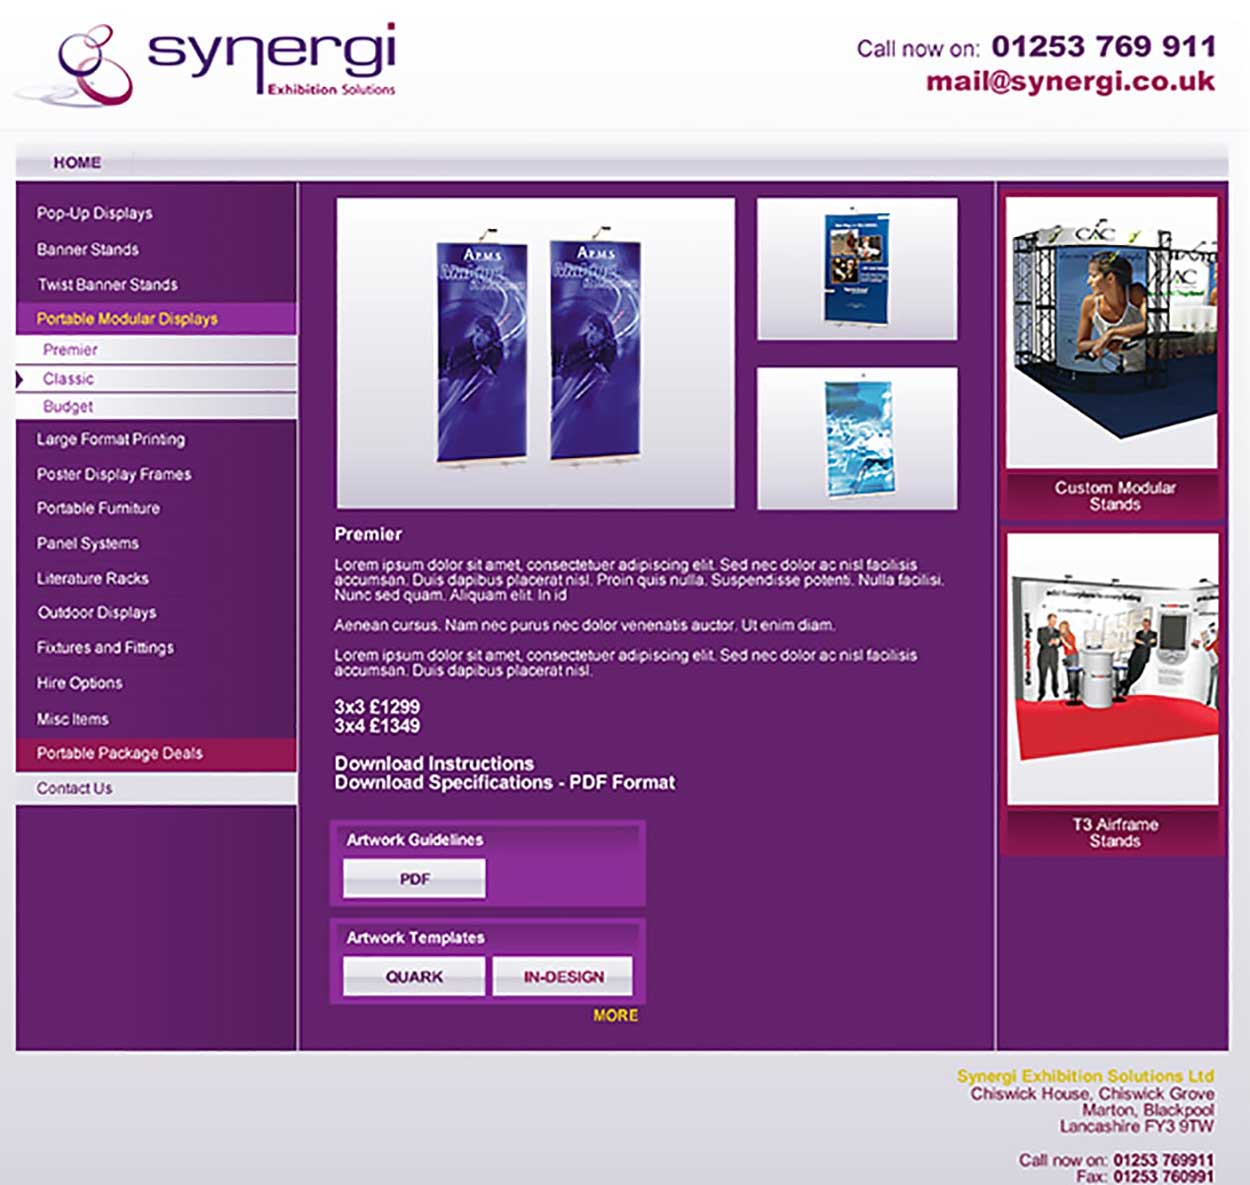 synergi
Exhibition Solutions
Call now on: 01253 769 911
mail@synergi.co.uk
HOME
Pop-Up Displays
Banner Stands
Twist Banner Stands
Portable Modular Displays
Premier
Classic
Budget
Large Format Printing
Poster Display Frames
Portable Furniture
Panel Systems
Literature Racks
Outdoor Displays
Fixtures and Fittings
Hire Options
Misc Items
Portable Package Deals
Contact Us
APMS
APMS
Premier
Lorem ipsum dolor sit amet, consectetuer adipiscing elit. Sed nec dolor ac nisl facilisis
accumsan. Duis dapibus placerat nisl. Proin quis nulla. Suspendisse potenti. Nulla facilisi.
Nunc sed quam. Aliquam elit. In id
Aenean cursus. Nam nec purus nec dolor venenatis auctor. Ut enim diam.
Lorem ipsum dolor sit amet, consectetuer adipiscing elit. Sed nec dolor ac nisl facilisis
accumsan. Duis dapibus placerat nisl.
3x3 £1299
3x4 £1349
Download Instructions
Download Specifications - PDF Format
Artwork Guidelines
PDF
Artwork Templates
QUARK IN-DESIGN
MORE
CAC
AC
Custom Modular
Stands
T3 Airframe
Stands
Synergi Exhibition Solutions Ltd
Chiswick House, Chiswick Grove
Marton, Blackpool
Lancashire FY3 9TW
Call now on: 01253 769911
Fax: 01253 760991